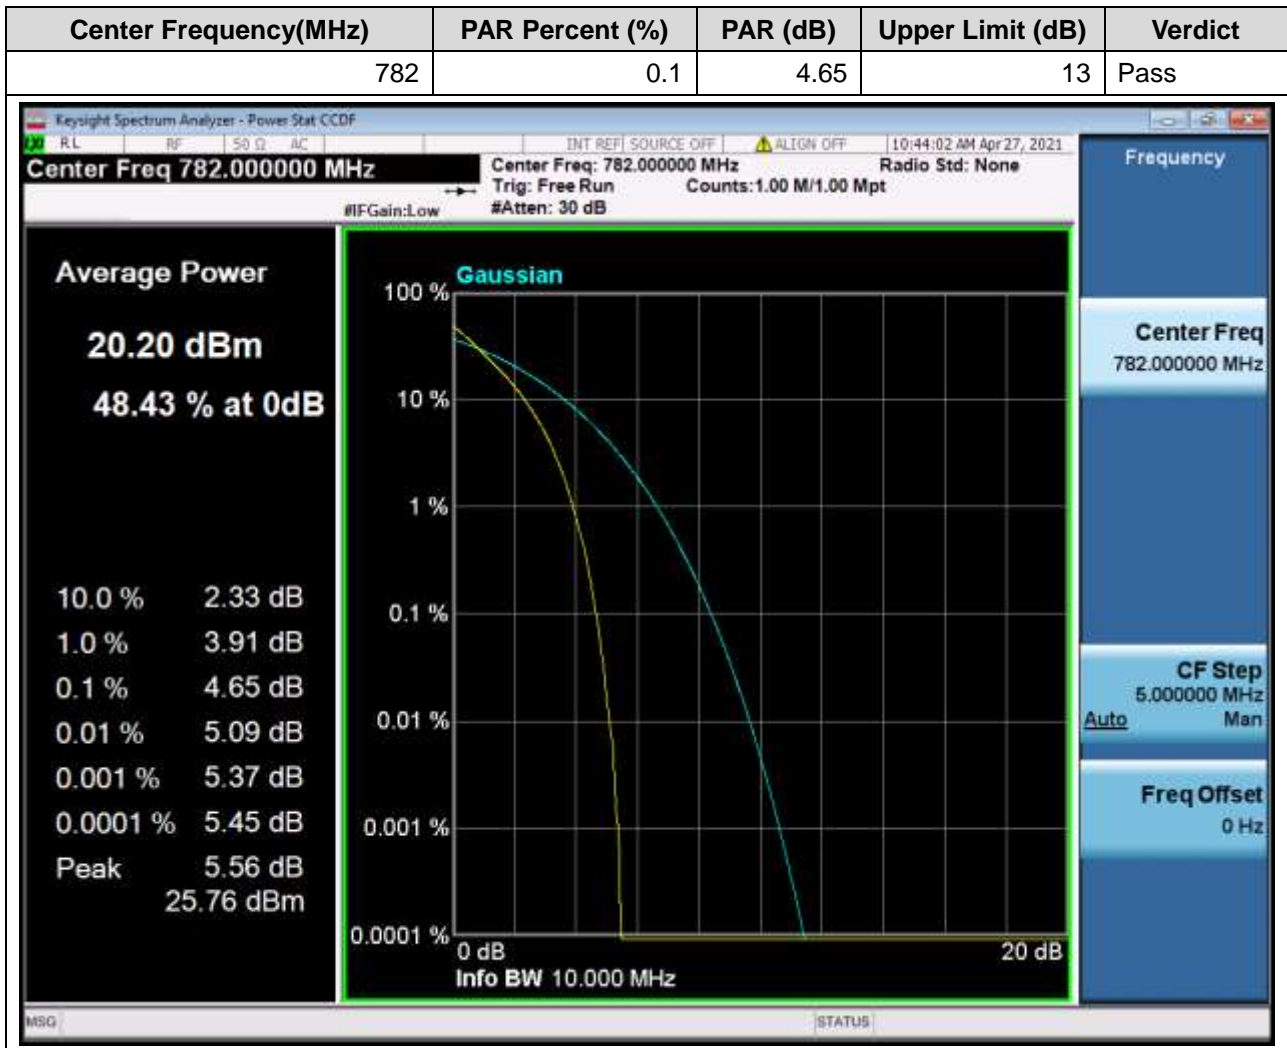 Center Frequency(MHz) PAR Percent (%) PAR (dB) Upper Limit (dB) Verdict
782 0.1 4.65 13 Pass
Keysight Spectrum Analyzer - Power Stat CCDF
RL RF 50 Ω AC INT REF SOURCE OFF ALIGN OFF 10:44:02 AM Apr 27, 2021
Center Freq 782.000000 MHz
Center Freq: 782.000000 MHz Radio Std: None
Trig: Free Run Counts:1.00 M/1.00 Mpt
#IFGain:Low #Atten: 30 dB
Average Power
20.20 dBm
48.43 % at 0dB
10.0 % 2.33 dB
1.0 % 3.91 dB
0.1 % 4.65 dB
0.01 % 5.09 dB
0.001 % 5.37 dB
0.0001 % 5.45 dB
Peak 5.56 dB
25.76 dBm
Gaussian
100 %
10 %
1 %
0.1 %
0.01 %
0.001 %
0.0001 %
0 dB 20 dB
Info BW 10.000 MHz
Frequency
Center Freq
782.000000 MHz
CF Step
5.000000 MHz
Auto Man
Freq Offset
0 Hz
MSG STATUS